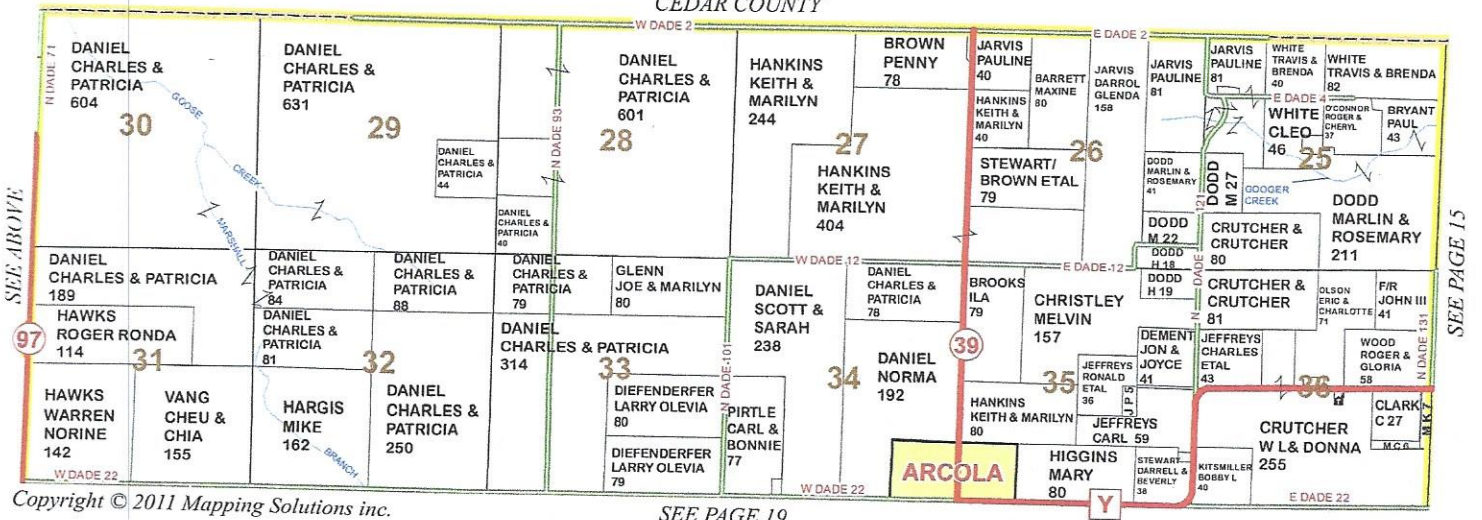 CEDAR COUNTY
W DADE 2
E DADE 2
N DADE 71
DANIEL
CHARLES &
PATRICIA
604
30
GOOSE
CREEK
MARSHALL
DANIEL
CHARLES &
PATRICIA
631
29
DANIEL
CHARLES &
PATRICIA
44
DANIEL
CHARLES &
PATRICIA
40
N DADE 93
DANIEL
CHARLES &
PATRICIA
601
28
HANKINS
KEITH &
MARILYN
244
BROWN
PENNY
78
27
HANKINS
KEITH &
MARILYN
404
JARVIS
PAULINE
40
HANKINS
KEITH &
MARILYN
40
BARRETT
MAXINE
80
JARVIS
DARROL
GLENDA
158
STEWART/
BROWN ETAL
79
26
JARVIS
PAULINE
81
DODD
MARLIN &
ROSEMARY
41
DODD
M 22
DODD
H 18
DODD
H 19
JARVIS
PAULINE
81
WHITE
TRAVIS &
BRENDA
40
WHITE
TRAVIS & BRENDA
82
E DADE 4
WHITE
CLEO
46
O'CONNOR
ROGER &
CHERYL
37
BRYANT
PAUL
43
25
DODD
M 27
GOOGER
CREEK
DODD
MARLIN &
ROSEMARY
211
CRUTCHER &
CRUTCHER
80
N DADE 121
SEE ABOVE
SEE PAGE 15
W DADE 12
E DADE-12
DANIEL
CHARLES & PATRICIA
189
HAWKS
ROGER RONDA
114
97
31
HAWKS
WARREN
NORINE
142
VANG
CHEU &
CHIA
155
DANIEL
CHARLES &
PATRICIA
84
DANIEL
CHARLES &
PATRICIA
88
DANIEL
CHARLES &
PATRICIA
81
32
HARGIS
MIKE
162
BRANCH
DANIEL
CHARLES &
PATRICIA
250
DANIEL
CHARLES &
PATRICIA
79
GLENN
JOE & MARILYN
80
DANIEL
CHARLES & PATRICIA
314
33
DIEFENDERFER
LARRY OLEVIA
80
DIEFENDERFER
LARRY OLEVIA
79
N DADE-101
DANIEL
SCOTT &
SARAH
238
PIRTLE
CARL &
BONNIE
77
34
DANIEL
CHARLES &
PATRICIA
78
DANIEL
NORMA
192
39
BROOKS
ILA
79
CHRISTLEY
MELVIN
157
35
HANKINS
KEITH & MARILYN
80
JEFFREYS
RONALD
ETAL
36
J P 5
JEFFREYS
CARL 59
DEMENT
JON &
JOYCE
41
CRUTCHER &
CRUTCHER
81
JEFFREYS
CHARLES
ETAL
43
OLSON
ERIC &
CHARLOTTE
71
F/R
JOHN III
41
WOOD
ROGER &
GLORIA
58
N DADE 131
36
CRUTCHER
W L& DONNA
255
CLARK
C 27
M K 7
M C 6
ARCOLA
HIGGINS
MARY
80
STEWART
DARRELL &
BEVERLY
38
KITSMILLER
BOBBY L
40
W DADE 22
W DADE 22
Y
E DADE 22
Copyright © 2011 Mapping Solutions inc.
SEE PAGE 19